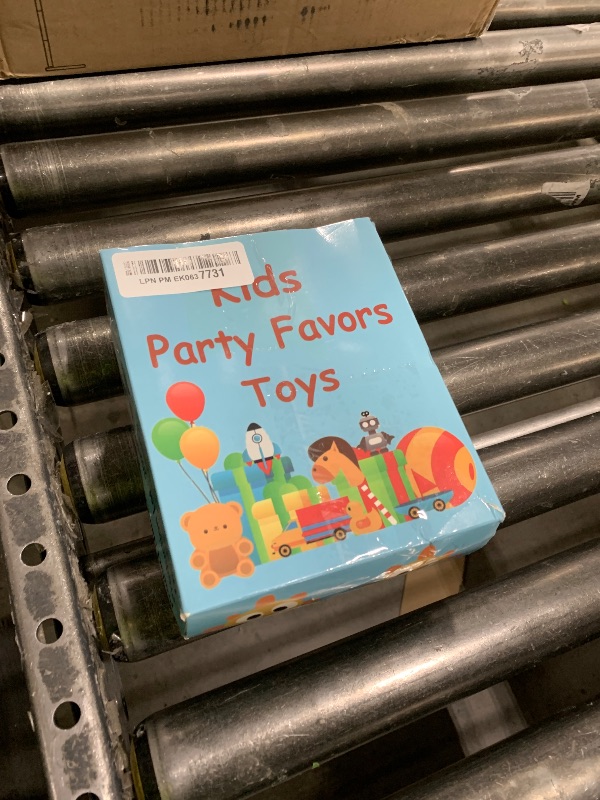 LPN PM EK0637731
Kids
Party Favors
Toys